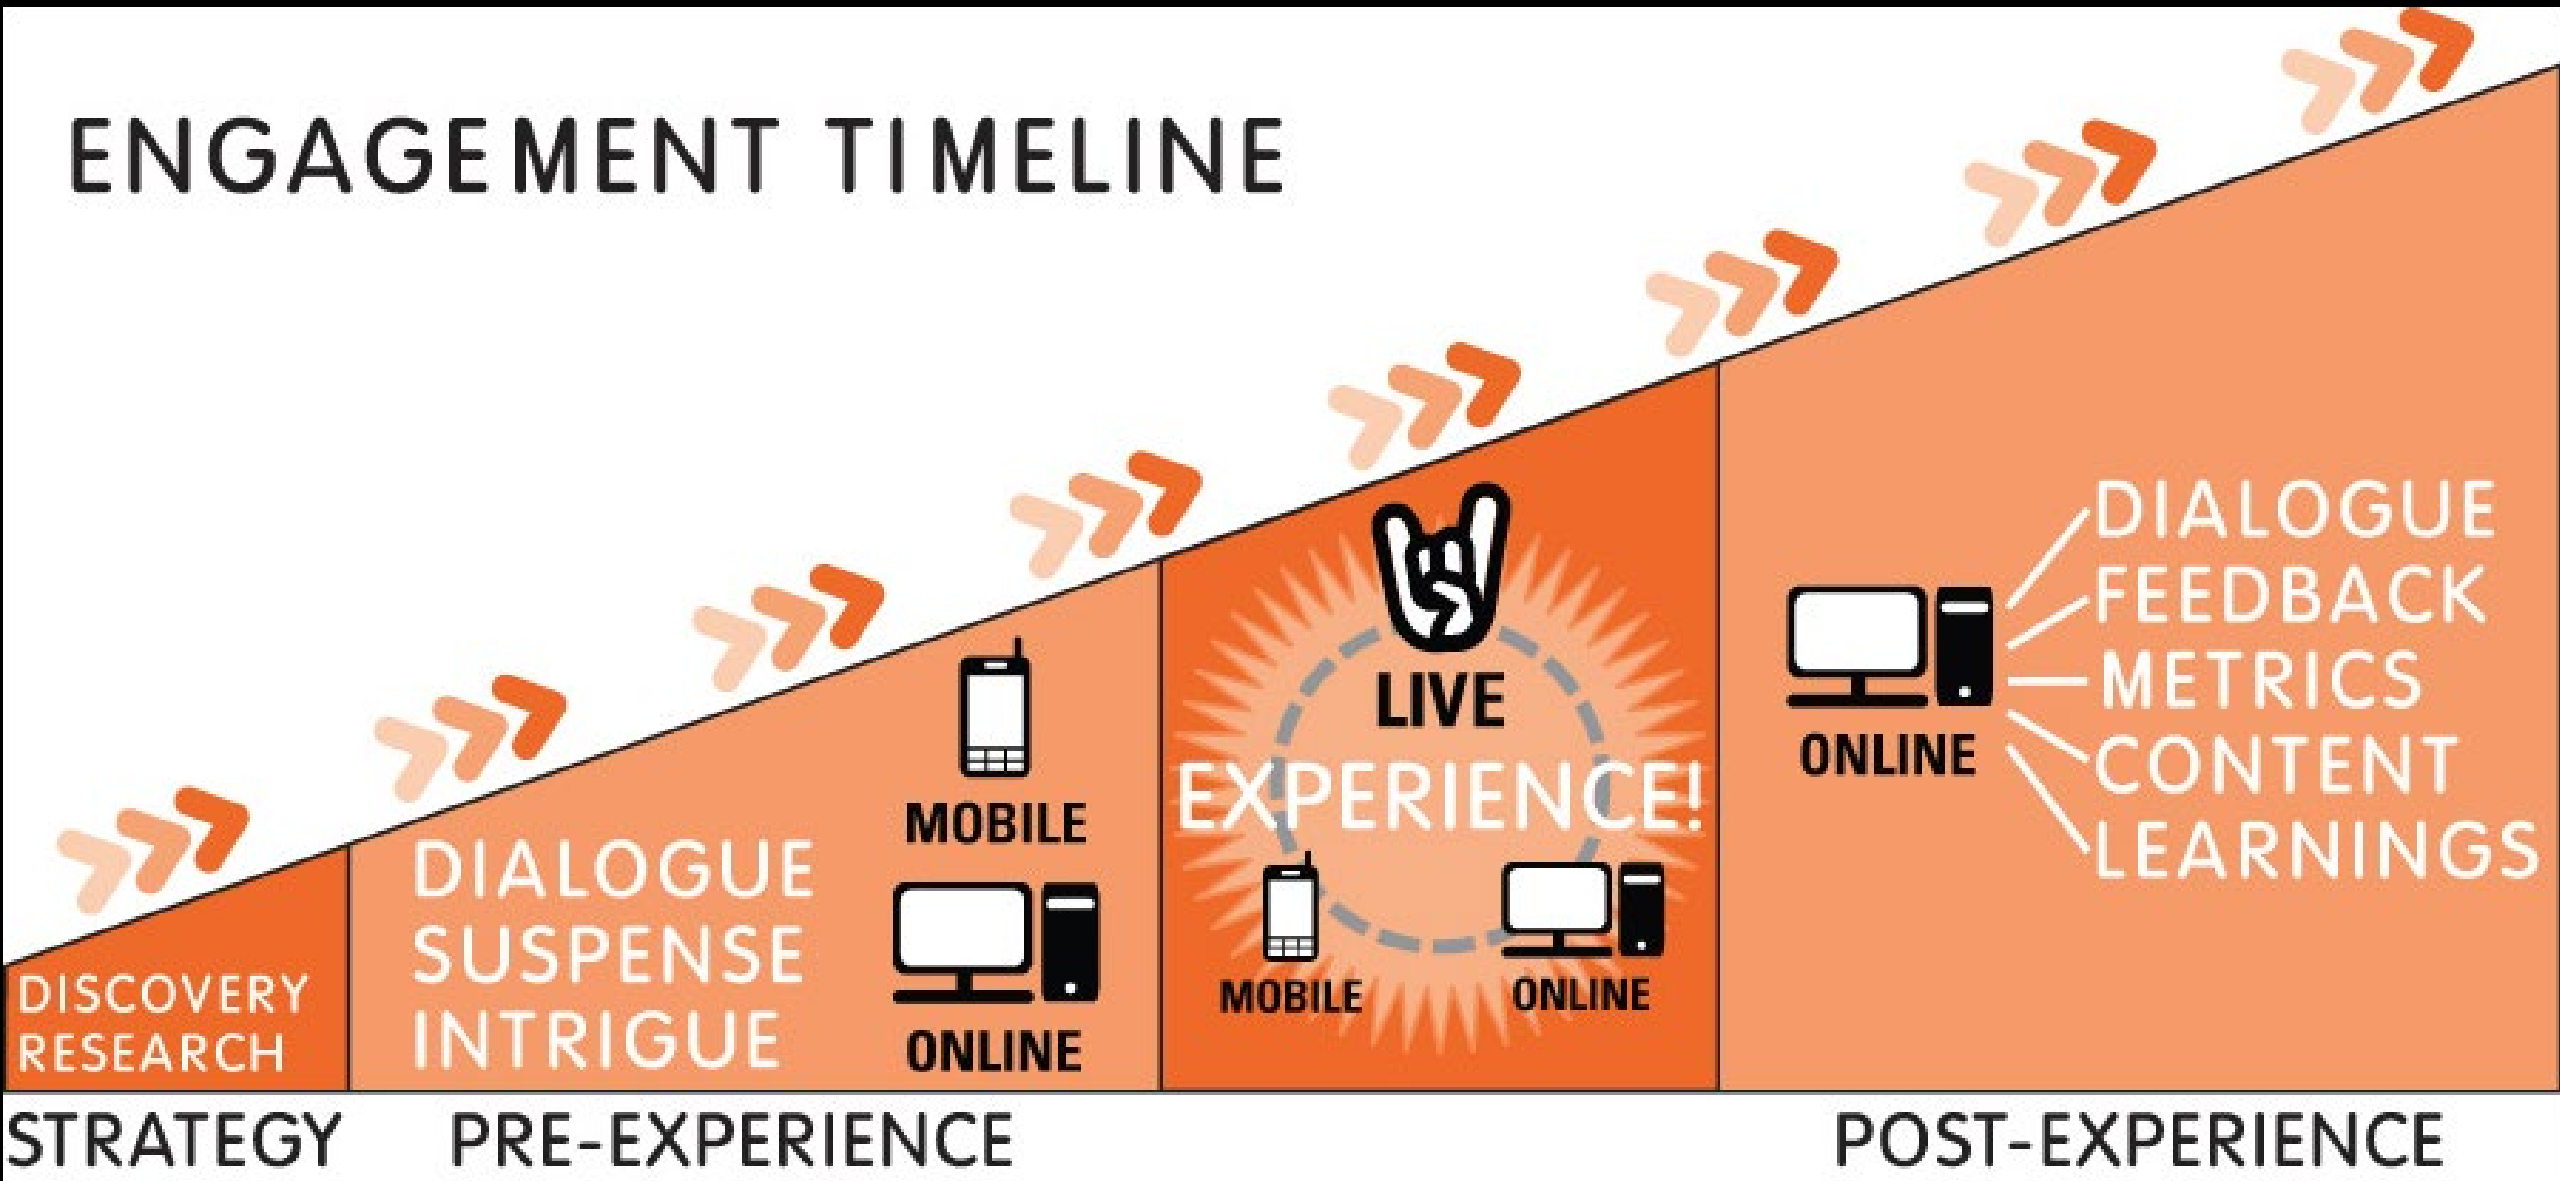 ENGAGEMENT TIMELINE
DISCOVERY
RESEARCH
STRATEGY
DIALOGUE
SUSPENSE
INTRIGUE
MOBILE
ONLINE
PRE-EXPERIENCE
LIVE
EXPERIENCE!
MOBILE
ONLINE
ONLINE
DIALOGUE
FEEDBACK
METRICS
CONTENT
LEARNINGS
POST-EXPERIENCE